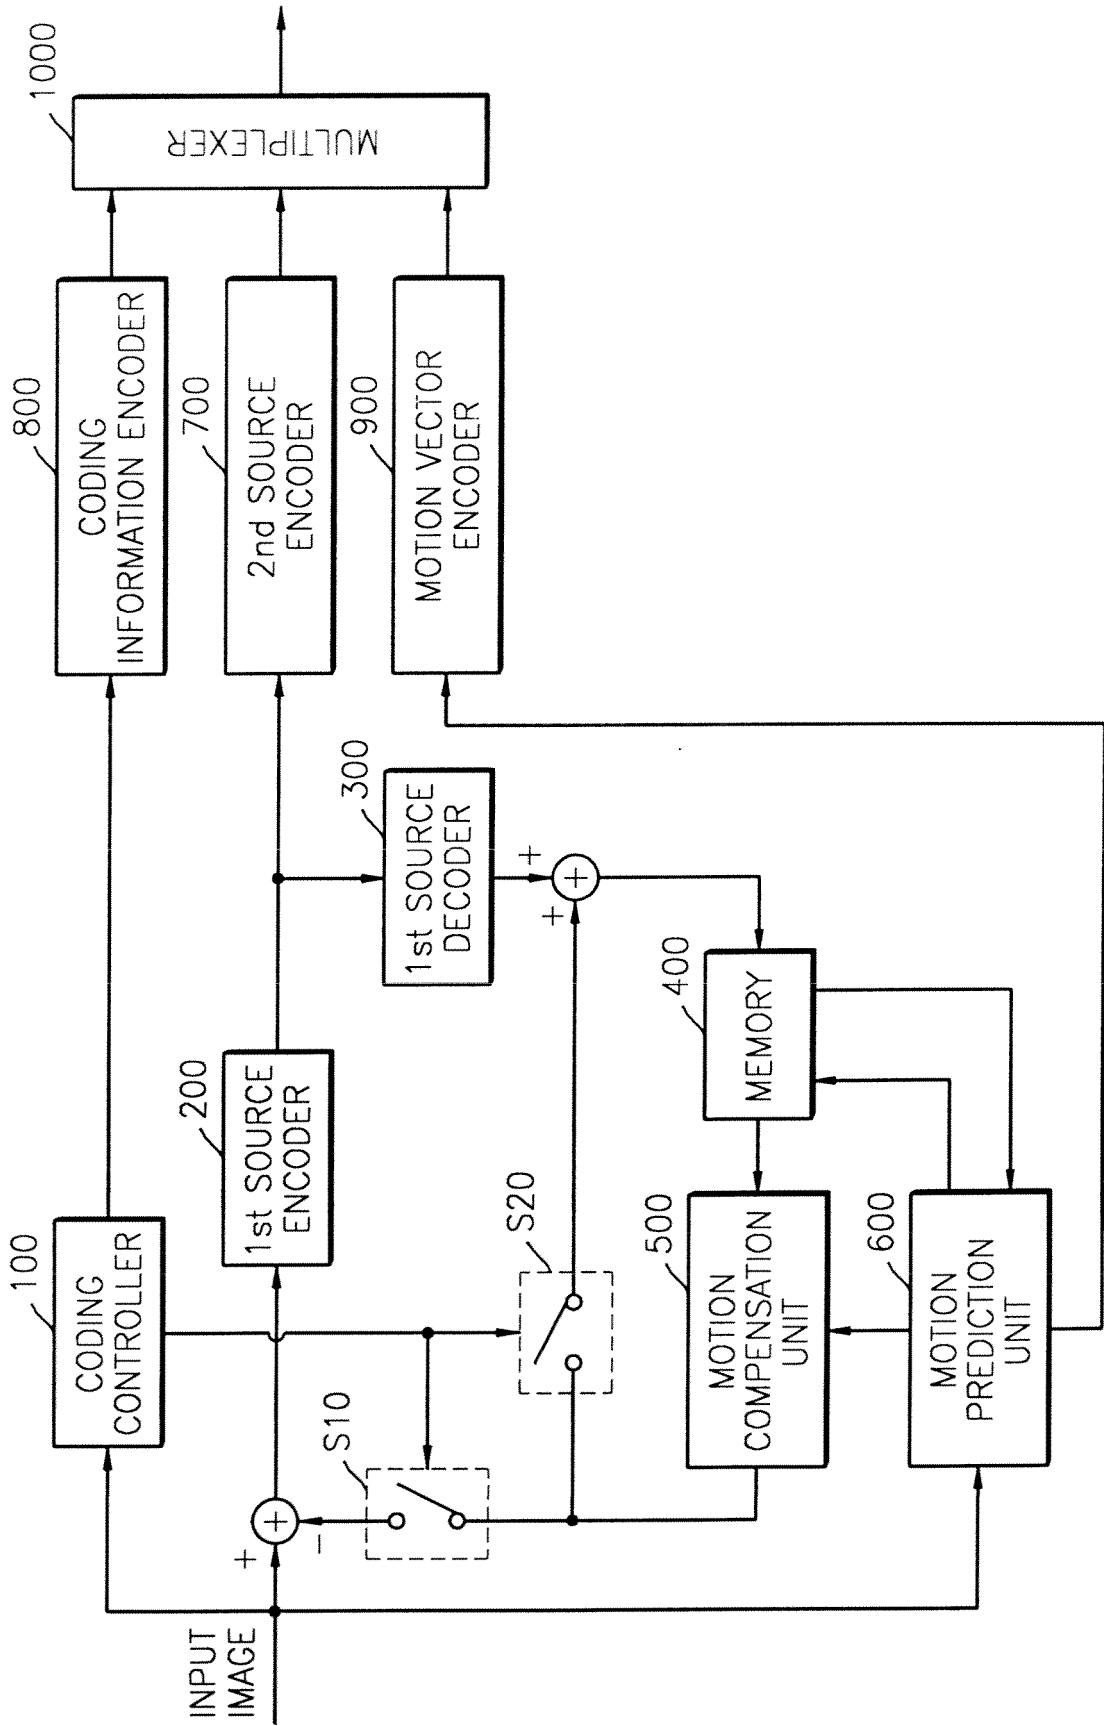 INPUT
IMAGE
+
+
-
100
CODING
CONTROLLER
S10
200
1st SOURCE
ENCODER
S20
300
1st SOURCE
DECODER
+
+
+
400
MEMORY
500
MOTION
COMPENSATION
UNIT
600
MOTION
PREDICTION
UNIT
800
CODING
INFORMATION ENCODER
700
2nd SOURCE
ENCODER
900
MOTION VECTOR
ENCODER
1000
MULTIPLEXER